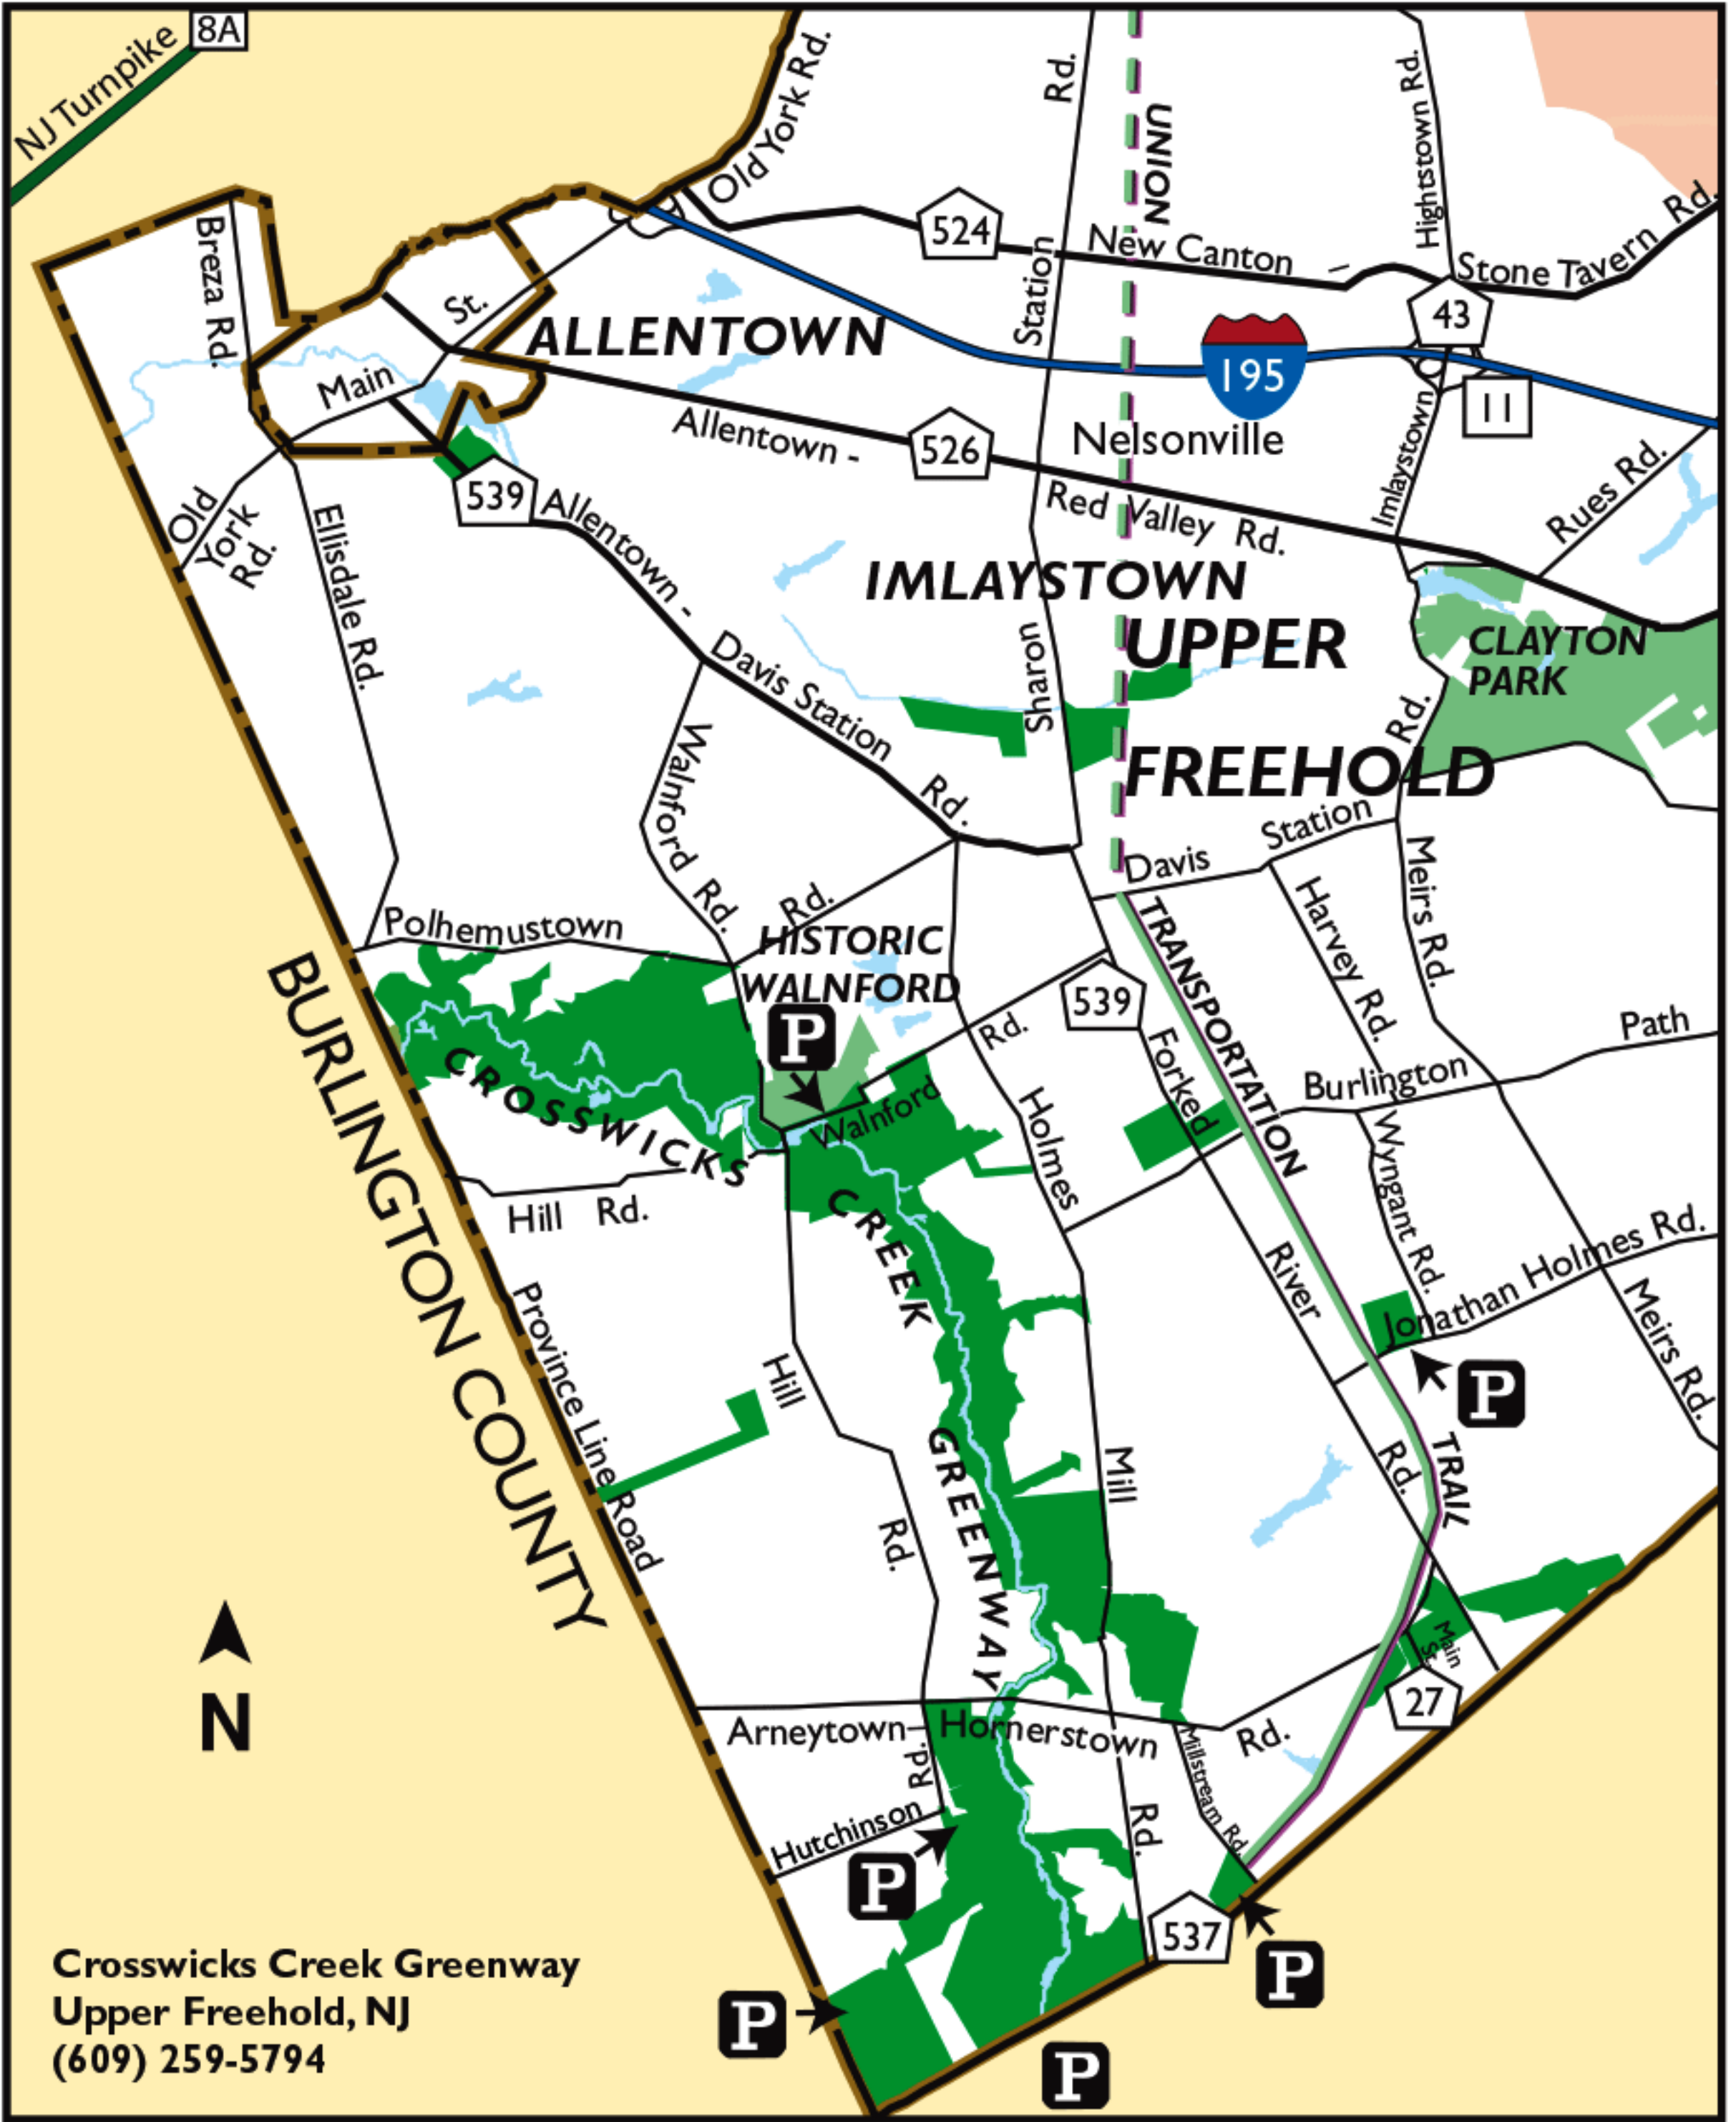 8A
NJ Turnpike
Old York Rd.
Rd.
UNION
Hightstown Rd.
Breza Rd.
524
New Canton -
Stone Tavern Rd.
Station
43
St.
ALLENTOWN
195
11
Main
Allentown -
526
Nelsonville
Imlaystown
Rues Rd.
539
Old
York
Rd.
Ellisdale Rd.
Allentown -
Red Valley Rd.
IMLAYSTOWN
UPPER
FREEHOLD
CLAYTON
PARK
Sharon
Davis Station Rd.
Walnford Rd.
Rd.
Davis Station
Meirs Rd.
Harvey Rd.
Polhemustown Rd.
HISTORIC
WALNFORD
P
TRANSPORTATION
539
BURLINGTON COUNTY
CROSSWICKS
CREEK
GREENWAY
Walnford Rd.
Forked
River
Rd.
Burlington Path
Holmes
Mill
Rd.
Wyngant Rd.
Hill Rd.
Jonathan Holmes Rd.
Meirs Rd.
P
Province Line Road
Hill
Rd.
TRAIL
Main
St.
27
N
Arneytown- Hornerstown Rd.
Rd.
Millstream Rd.
Hutchinson
P
537
P
P
P
Crosswicks Creek Greenway
Upper Freehold, NJ
(609) 259-5794